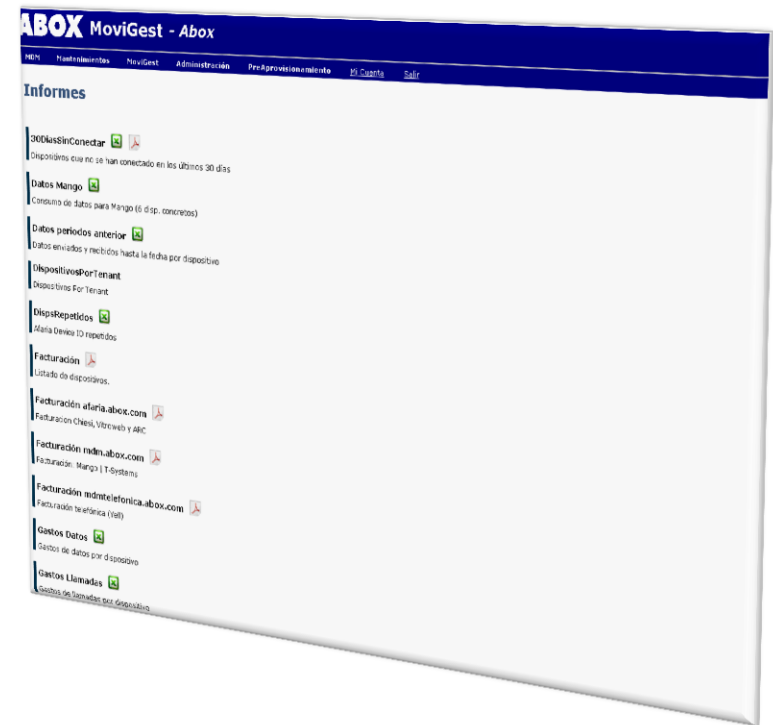 ABOX MoviGest - Abox
MDM Mantenimientos MoviGest Administración PreAprovisionamiento Mi Cuenta Salir
Informes
30DiasSinConectar
Dispositivos que no se han conectado en los últimos 30 días
Datos Mango
Consumo de datos para Mango (6 disp. concretos)
Datos periodos anterior
Datos enviados y recibidos hasta la fecha por dispositivo
DispositivosPorTenant
Dispositivos Por Tenant
DispsRepetidos
Afaria Device ID repetidos
Facturación
Listado de dispositivos.
Facturación afaria.abox.com
Facturacion Chiesi, Vitroweb y ARC
Facturación mdm.abox.com
Facturación. Mango | T-Systems
Facturación mdmtelefonica.abox.com
Facturación telefónica (Yell)
Gastos Datos
Gastos de datos por dispositivo
Gastos Llamadas
Gastos de llamadas por dispositivo